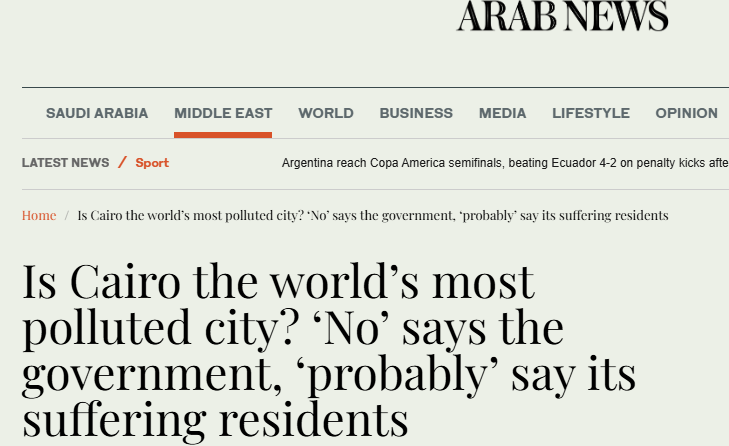 ARAB NEWS
SAUDI ARABIA MIDDLE EAST WORLD BUSINESS MEDIA LIFESTYLE OPINION
LATEST NEWS / Sport Argentina reach Copa America semifinals, beating Ecuador 4-2 on penalty kicks afte
Home / Is Cairo the world’s most polluted city? ‘No’ says the government, ‘probably’ say its suffering residents
Is Cairo the world’s most
polluted city? ‘No’ says the
government, ‘probably’ say its
suffering residents